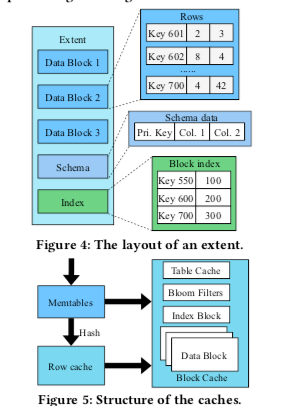 Extent
Data Block 1
Data Block 2
Data Block 3
Schema
Index
Rows
Key 601 2 3
Key 602 8 4
......
Key 700 4 42
Schema data
Pri. Key Col. 1 Col. 2
Block index
Key 550 100
Key 600 200
Key 700 300
Figure 4: The layout of an extent.
Memtables
Hash
Row cache
Table Cache
Bloom Filters
Index Block
Data Block
Block Cache
Figure 5: Structure of the caches.